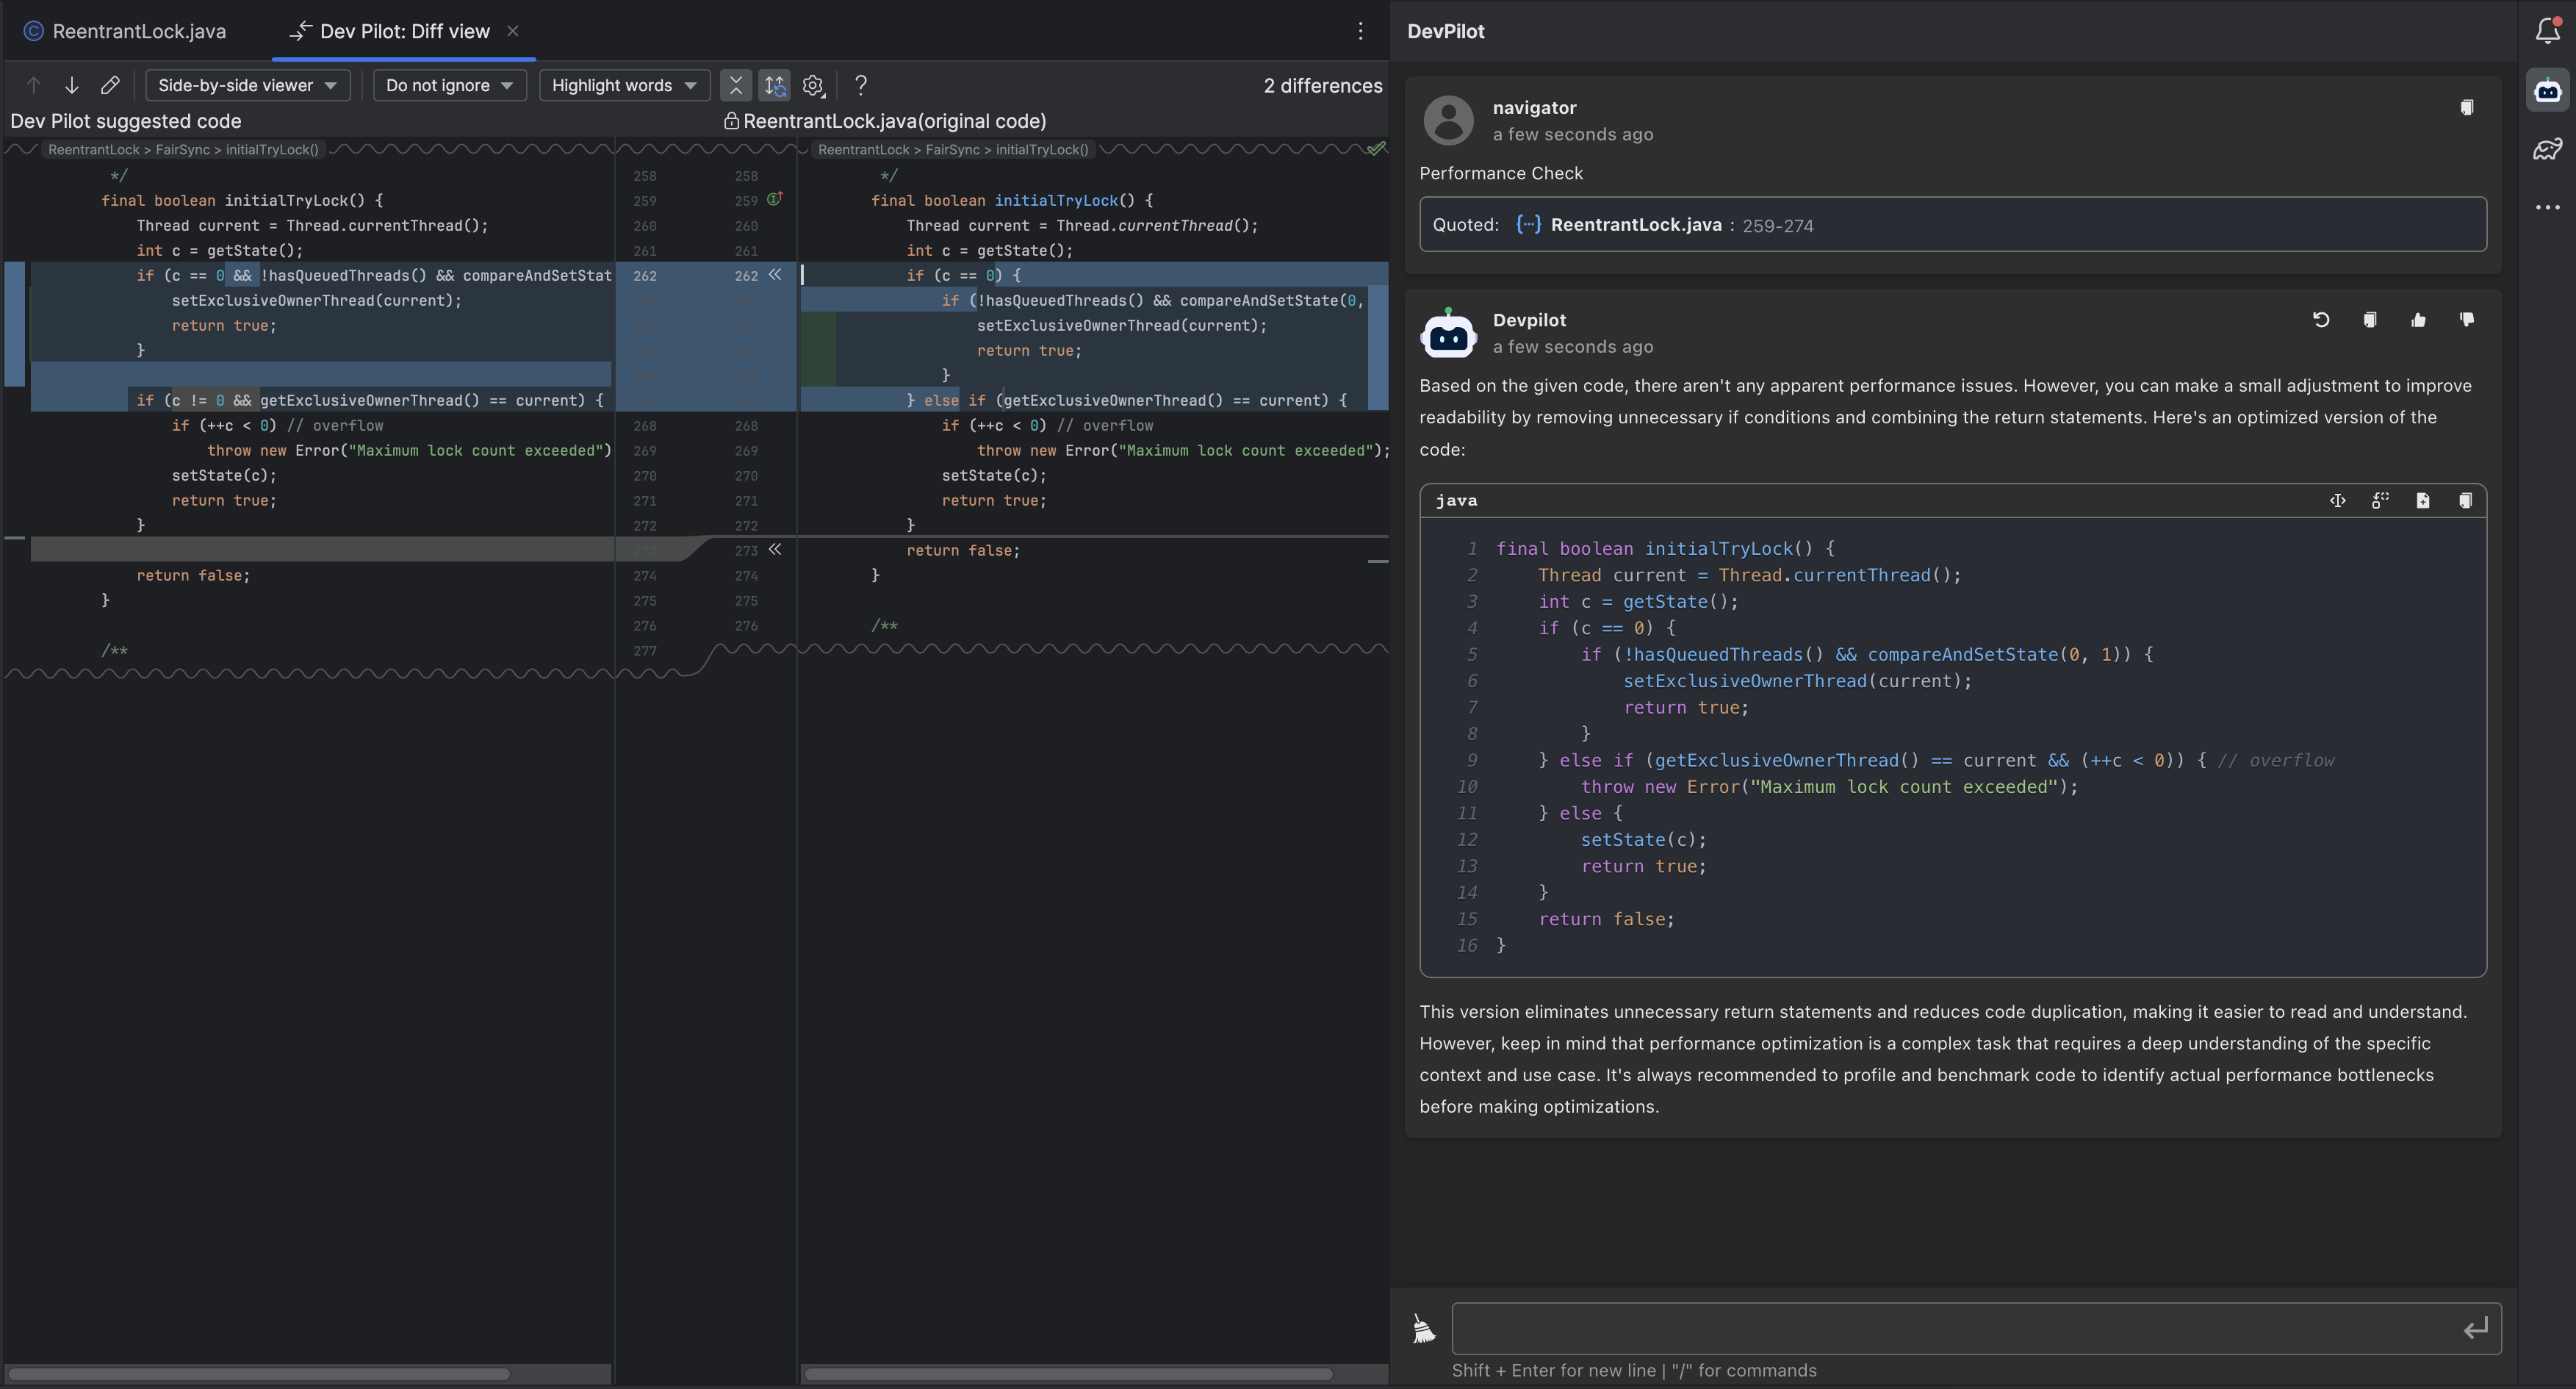 ReentrantLock.java
Dev Pilot: Diff view
Side-by-side viewer
Do not ignore
Highlight words
?
2 differences
Dev Pilot suggested code
ReentrantLock.java(original code)
ReentrantLock > FairSync > initialTryLock()
*/
final boolean initialTryLock() {
Thread current = Thread.currentThread();
int c = getState();
if (c == 0 && !hasQueuedThreads() && compareAndSetStat
setExclusiveOwnerThread(current);
return true;
}
if (c != 0 && getExclusiveOwnerThread() == current) {
if (++c < 0) // overflow
throw new Error("Maximum lock count exceeded")
setState(c);
return true;
}
return false;
}
/**
258 258
259 259
260 260
261 261
262 262
268 268
269 269
270 270
271 271
272 272
273 273
274 274
275 275
276 276
277
ReentrantLock > FairSync > initialTryLock()
*/
final boolean initialTryLock() {
Thread current = Thread.currentThread();
int c = getState();
if (c == 0) {
if (!hasQueuedThreads() && compareAndSetState(0,
setExclusiveOwnerThread(current);
return true;
}
} else if (getExclusiveOwnerThread() == current) {
if (++c < 0) // overflow
throw new Error("Maximum lock count exceeded");
setState(c);
return true;
}
return false;
}
/**
DevPilot
navigator
a few seconds ago
Performance Check
Quoted: ReentrantLock.java : 259-274
Devpilot
a few seconds ago
Based on the given code, there aren't any apparent performance issues. However, you can make a small adjustment to improve
readability by removing unnecessary if conditions and combining the return statements. Here's an optimized version of the
code:
java
1 final boolean initialTryLock() {
2 Thread current = Thread.currentThread();
3 int c = getState();
4 if (c == 0) {
5 if (!hasQueuedThreads() && compareAndSetState(0, 1)) {
6 setExclusiveOwnerThread(current);
7 return true;
8 }
9 } else if (getExclusiveOwnerThread() == current && (++c < 0)) { // overflow
10 throw new Error("Maximum lock count exceeded");
11 } else {
12 setState(c);
13 return true;
14 }
15 return false;
16 }
This version eliminates unnecessary return statements and reduces code duplication, making it easier to read and understand.
However, keep in mind that performance optimization is a complex task that requires a deep understanding of the specific
context and use case. It's always recommended to profile and benchmark code to identify actual performance bottlenecks
before making optimizations.
Shift + Enter for new line | "/" for commands